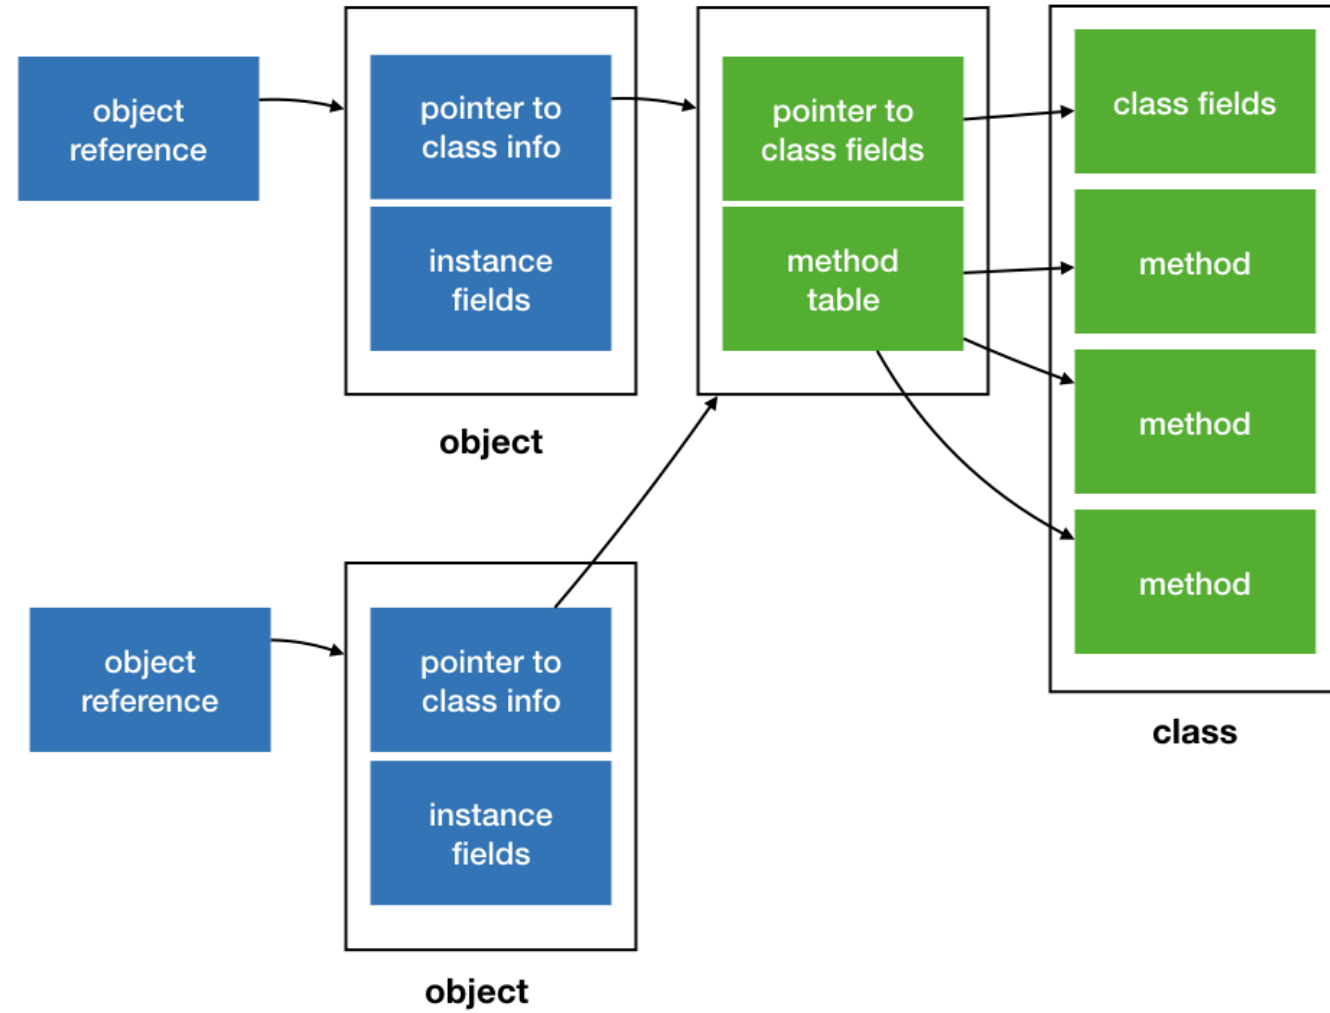 object
reference
pointer to
class info
instance
fields
object
pointer to
class fields
method
table
class fields
method
method
method
class
object
reference
pointer to
class info
instance
fields
object